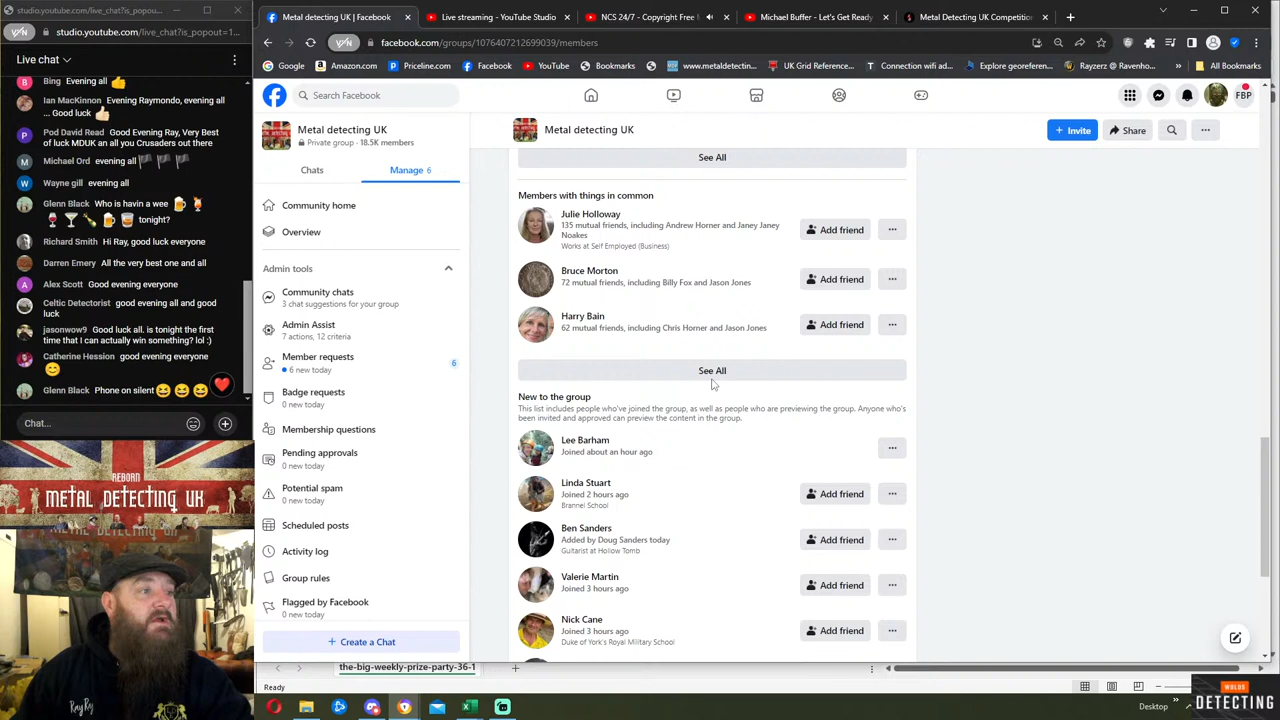 studio.youtube.com/live_chat?is_popout=1...
Live chat
Bing Evening all
Ian MacKinnon Evening Raymondo, evening all
... Good luck
Pod David Read Good Evening Ray, Very Best
of luck MDUK an all you Crusaders out there
Michael Ord evening all
Wayne gill evening all
Glenn Black Who is havin a wee
tonight?
Richard Smith Hi Ray, good luck everyone
Darren Emery All the very best one and all
Alex Scott Good evening everyone
Celtic Detectorist good evening all and good
luck
jasonwow9 Good luck all, is tonight the first
time that I can actually win something? lol :)
Catherine Hession good evening everyone
Glenn Black Phone on silent
Chat...
REBORN
METAL DETECTING UK
RayRy
Metal detecting UK | Facebook
Live streaming - YouTube Studio
NCS 24/7 - Copyright Free M
Michael Buffer - Let's Get Ready
Metal Detecting UK Competition
facebook.com/groups/1076407212699039/members
Google
Amazon.com
Priceline.com
Facebook
YouTube
Bookmarks
www.metaldetectin...
UK Grid Reference...
Connect wifi ad...
Explore georeferen...
Rayzerz @ Ravenho...
All Bookmarks
Search Facebook
FBP
Metal detecting UK
Private group · 18.5K members
Chats
Manage 6
Community home
Overview
Admin tools
Community chats
3 chat suggestions for your group
Admin Assist
7 actions, 12 criteria
Member requests
6 new today
6
Badge requests
0 new today
Membership questions
Pending approvals
0 new today
Potential spam
0 new today
Scheduled posts
Activity log
Group rules
Flagged by Facebook
0 new today
+ Create a Chat
Metal detecting UK
+ Invite
Share
See All
Members with things in common
Julie Holloway
135 mutual friends, including Andrew Horner and Janey Janey
Noakes
Works at Self Employed (Business)
Add friend
Bruce Morton
72 mutual friends, including Billy Fox and Jason Jones
Add friend
Harry Bain
62 mutual friends, including Chris Horner and Jason Jones
Add friend
See All
New to the group
This list includes people who've joined the group, as well as people who are previewing the group. Anyone who's
been invited and approved can preview the content in the group.
Lee Barham
Joined about an hour ago
Linda Stuart
Joined 2 hours ago
Brannel School
Add friend
Ben Sanders
Added by Doug Sanders today
Guitarist at Hollow Tomb
Add friend
Valerie Martin
Joined 3 hours ago
Add friend
Nick Cane
Joined 3 hours ago
Duke of York's Royal Military School
Add friend
the-big-weekly-prize-party-36-1
Ready
Desktop
DETECTING